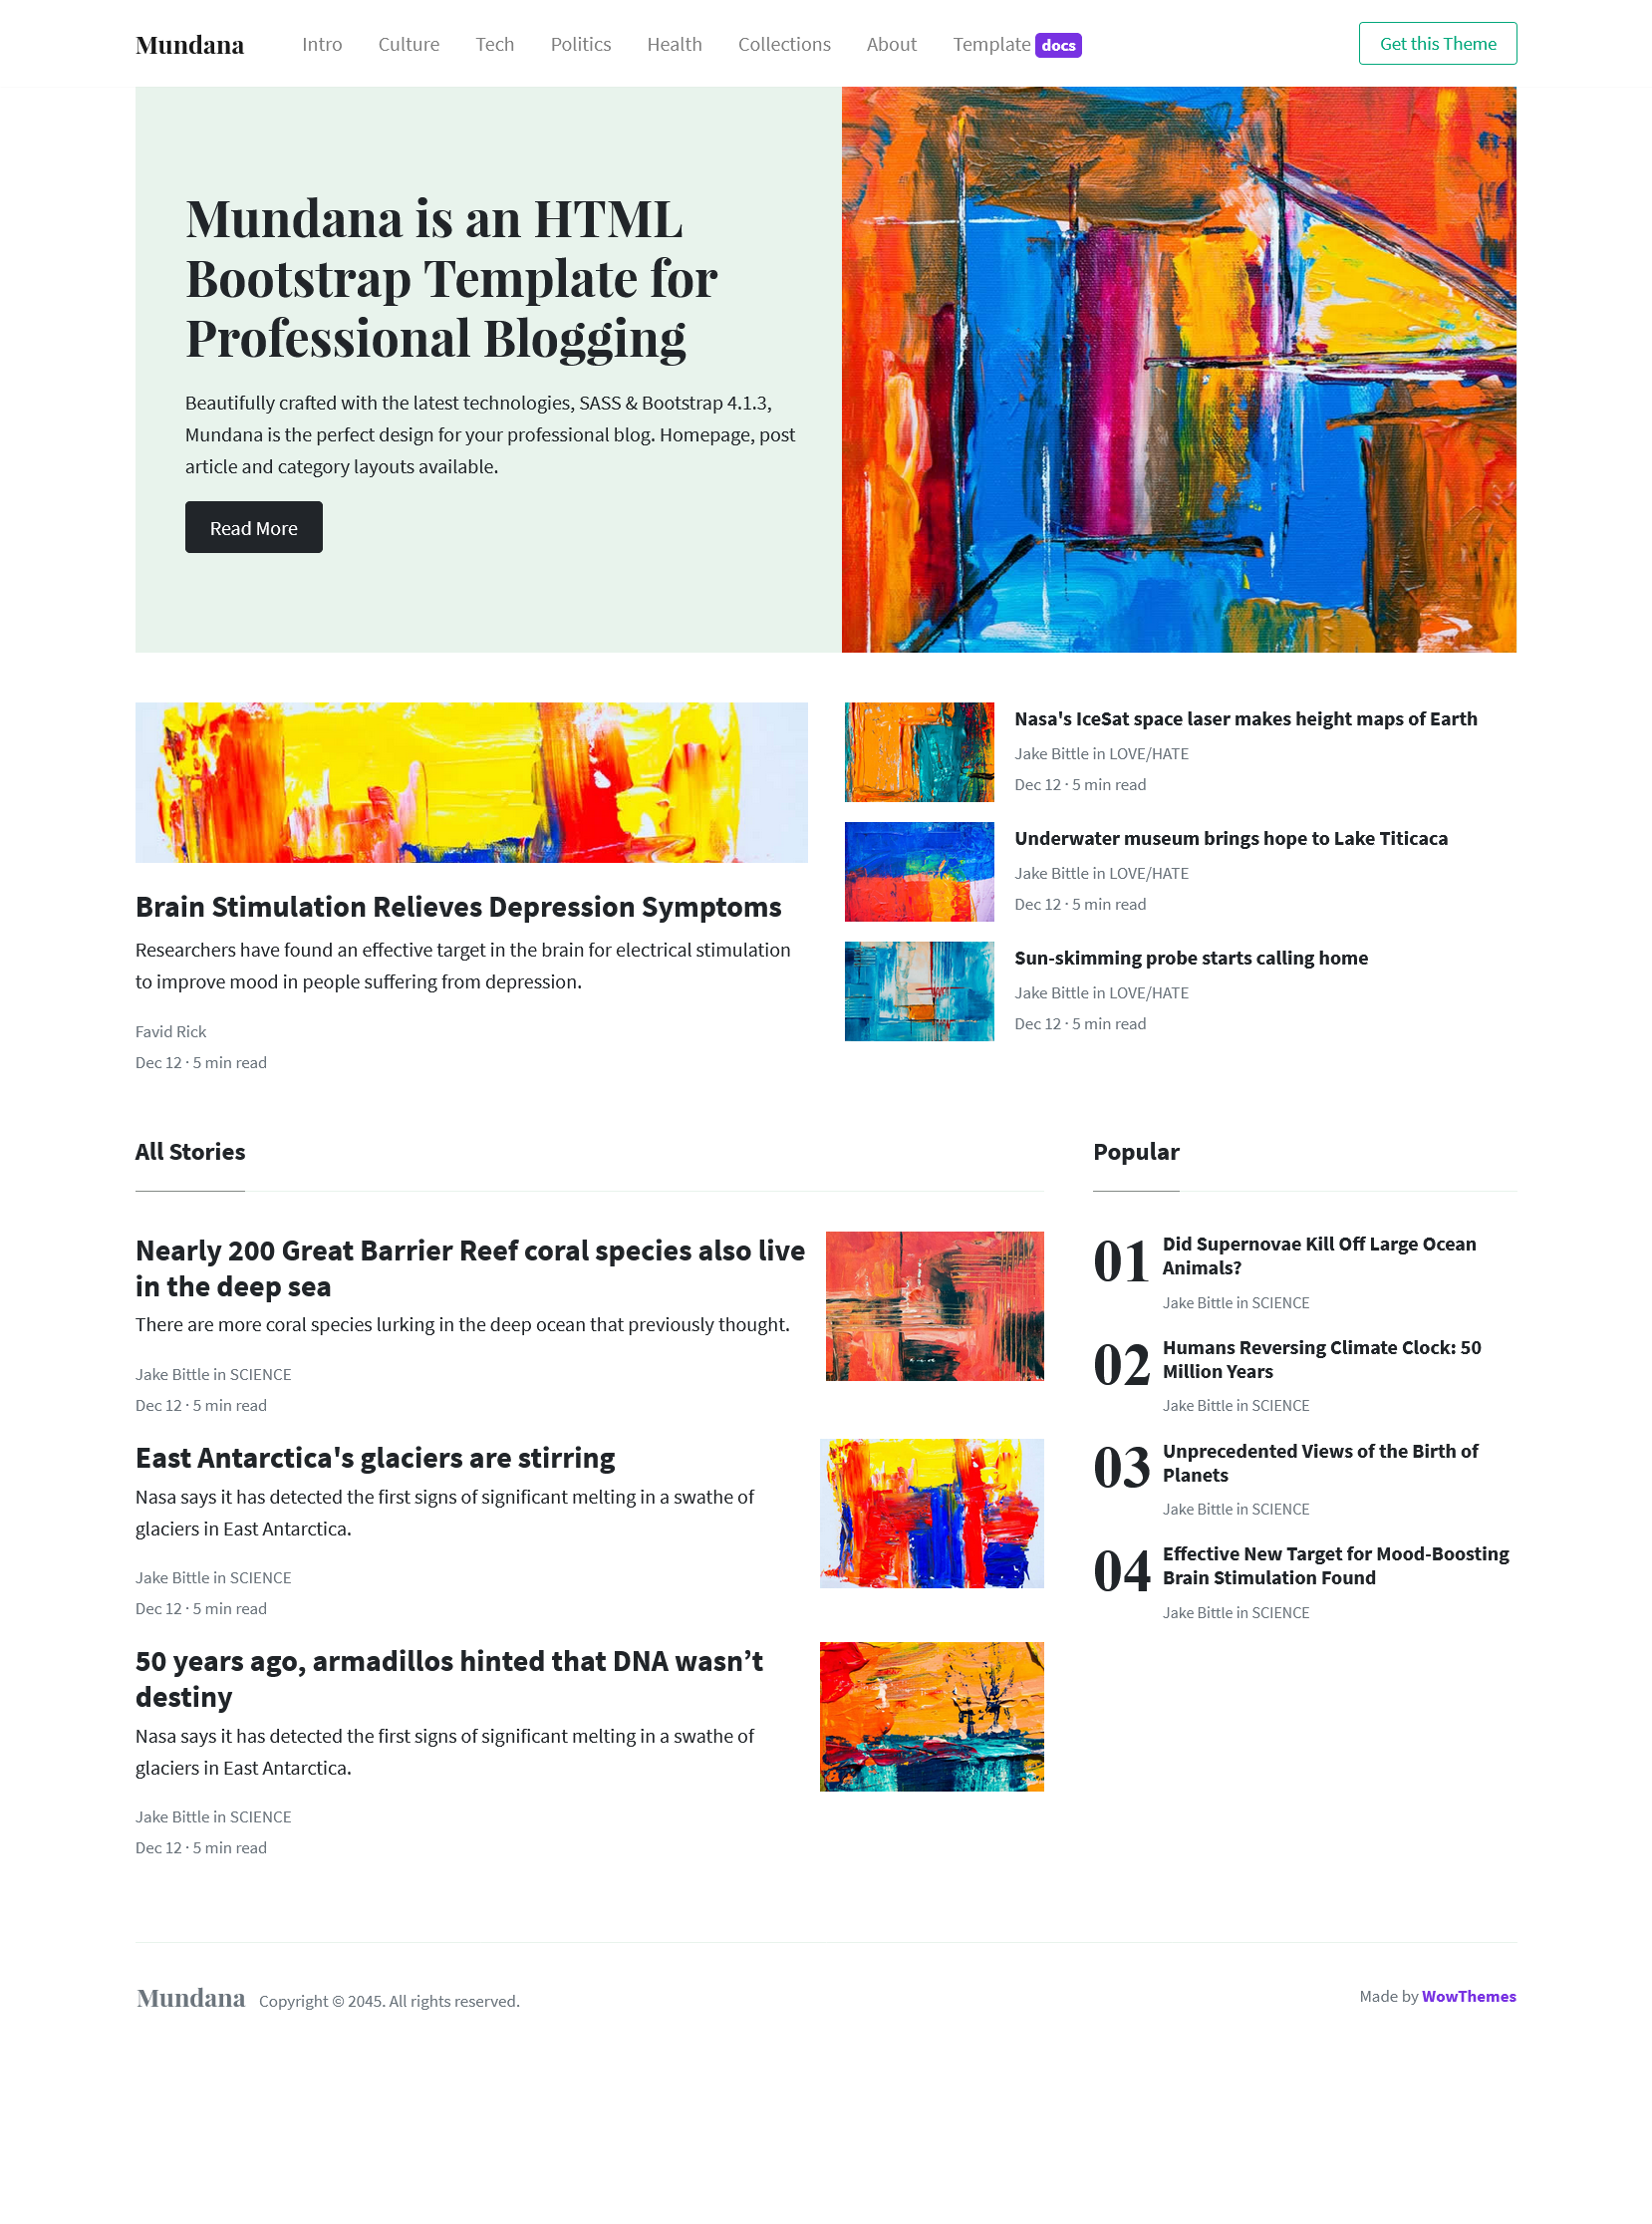 Mundana
Intro Culture Tech Politics Health Collections About Template docs
Get this Theme
Mundana is an HTML
Bootstrap Template for
Professional Blogging
Beautifully crafted with the latest technologies, SASS & Bootstrap 4.1.3,
Mundana is the perfect design for your professional blog. Homepage, post
article and category layouts available.
Read More
Brain Stimulation Relieves Depression Symptoms
Researchers have found an effective target in the brain for electrical stimulation
to improve mood in people suffering from depression.
Favid Rick
Dec 12 · 5 min read
Nasa's IceSat space laser makes height maps of Earth
Jake Bittle in LOVE/HATE
Dec 12 · 5 min read
Underwater museum brings hope to Lake Titicaca
Jake Bittle in LOVE/HATE
Dec 12 · 5 min read
Sun-skimming probe starts calling home
Jake Bittle in LOVE/HATE
Dec 12 · 5 min read
All Stories
Nearly 200 Great Barrier Reef coral species also live
in the deep sea
There are more coral species lurking in the deep ocean that previously thought.
Jake Bittle in SCIENCE
Dec 12 · 5 min read
East Antarctica's glaciers are stirring
Nasa says it has detected the first signs of significant melting in a swathe of
glaciers in East Antarctica.
Jake Bittle in SCIENCE
Dec 12 · 5 min read
50 years ago, armadillos hinted that DNA wasn’t
destiny
Nasa says it has detected the first signs of significant melting in a swathe of
glaciers in East Antarctica.
Jake Bittle in SCIENCE
Dec 12 · 5 min read
Popular
01
Did Supernovae Kill Off Large Ocean
Animals?
Jake Bittle in SCIENCE
02
Humans Reversing Climate Clock: 50
Million Years
Jake Bittle in SCIENCE
03
Unprecedented Views of the Birth of
Planets
Jake Bittle in SCIENCE
04
Effective New Target for Mood-Boosting
Brain Stimulation Found
Jake Bittle in SCIENCE
Mundana Copyright © 2045. All rights reserved.
Made by WowThemes